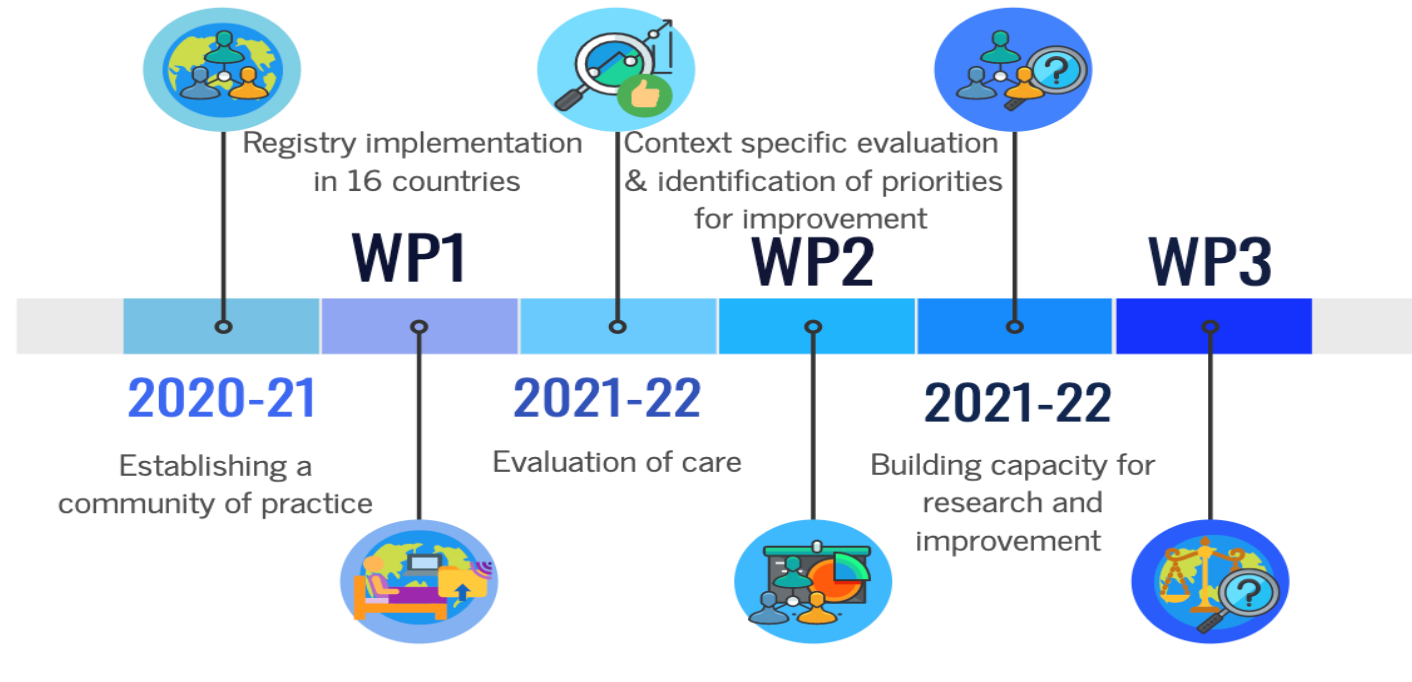 Registry implementation
in 16 countries
Context specific evaluation
& identification of priorities
for improvement
WP1
WP2
WP3
2020-21
2021-22
2021-22
Establishing a
community of practice
Evaluation of care
Building capacity for
research and
improvement
?
?